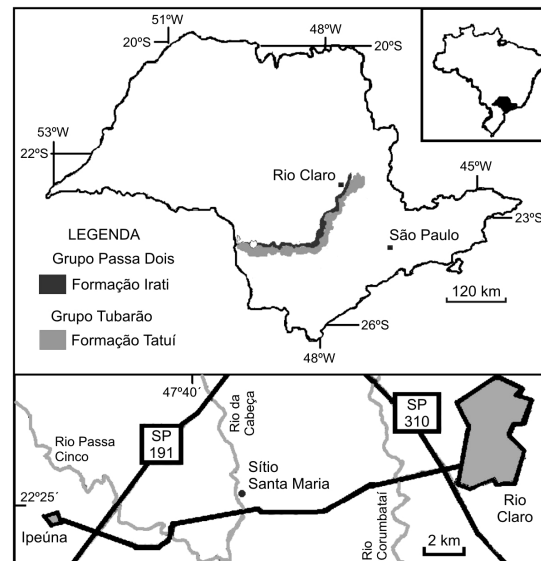 51ºW
48ºW
20ºS
20ºS
53ºW
22ºS
Rio Claro
45ºW
23ºS
São Paulo
LEGENDA
Grupo Passa Dois
Formação Irati
Grupo Tubarão
Formação Tatuí
120 km
26ºS
48ºW
47º40´
Rio da
Cabeça
SP
191
SP
310
Rio Passa
Cinco
Sítio
Santa Maria
22º25´
Ipeúna
Rio
Corumbataí
2 km
Rio
Claro